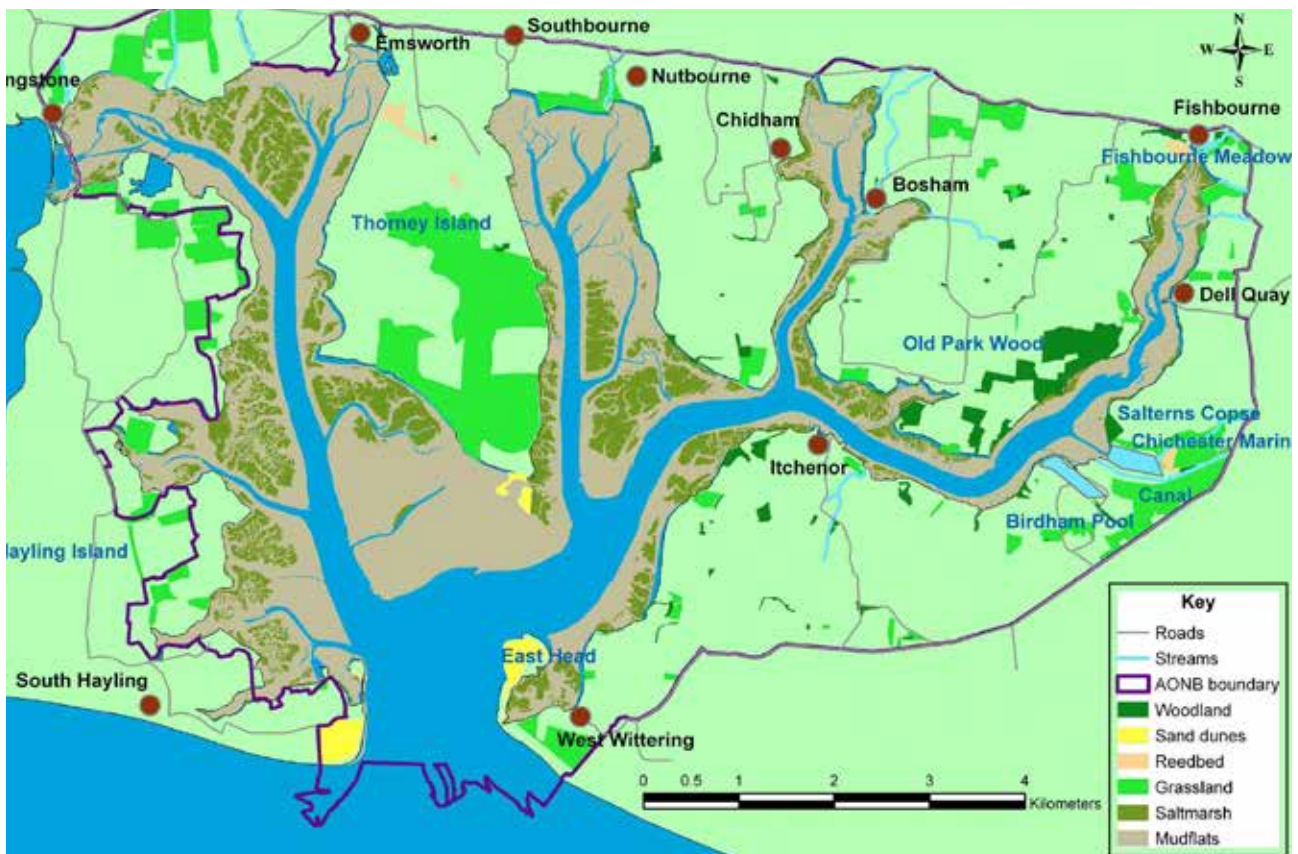 Emsworth
Southbourne
Nutbourne
N
W E
S
ngstone
Chidham
Fishbourne
Fishbourne Meadow
Bosham
Thorney Island
Dell Quay
Old Park Wood
Salterns Copse
Chichester Marin
Itchenor
Canal
Birdham Pool
Hayling Island
East Head
South Hayling
West Wittering
0 0.5 1 2 3 4
Kilometers
Key
Roads
Streams
AONB boundary
Woodland
Sand dunes
Reedbed
Grassland
Saltmarsh
Mudflats